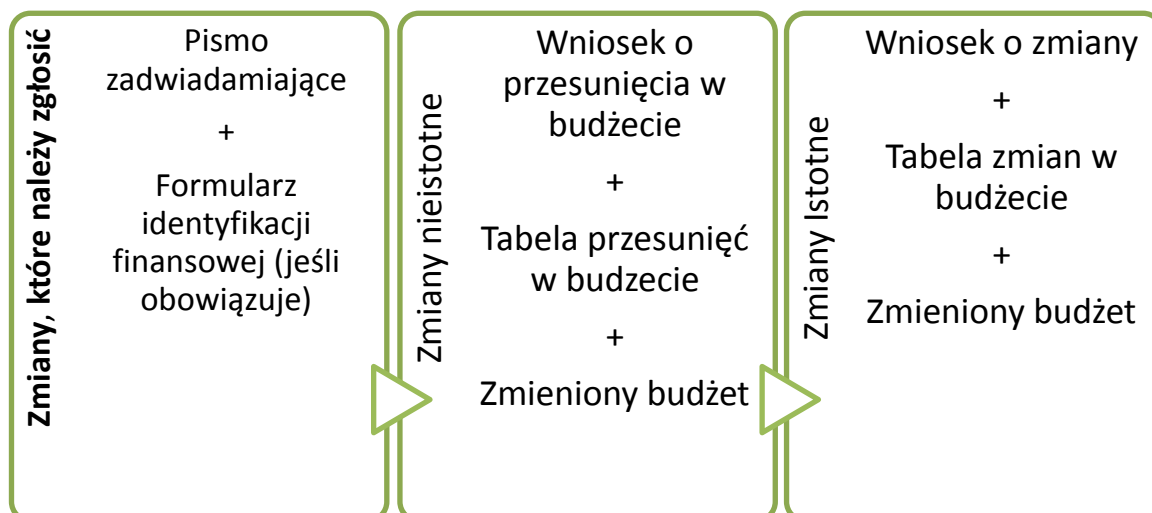 Zmiany, które należy zgłosić
Pismo
zadwiadamiające
+
Formularz
identyfikacji
finansowej (jeśli
obowiązuje)
Zmiany nieistotne
Wniosek o
przesunięcia w
budżecie
+
Tabela przesunięć
w budzecie
+
Zmieniony budżet
Zmiany Istotne
Wniosek o zmiany
+
Tabela zmian w
budżecie
+
Zmieniony budżet